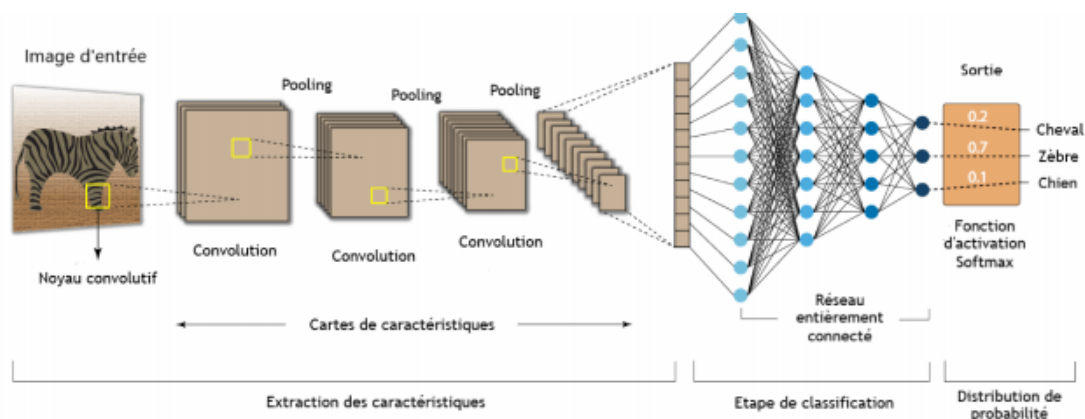 Image d'entrée
Pooling
Pooling
Pooling
Sortie
0.2
Cheval
0.7
Zèbre
0.1
Chien
Convolution
Convolution
Convolution
Noyau convolutif
Fonction
d'activation
Softmax
Cartes de caractéristiques
Réseau
entièrement
connecté
Extraction des caractéristiques
Etape de classification
Distribution de
probabilité